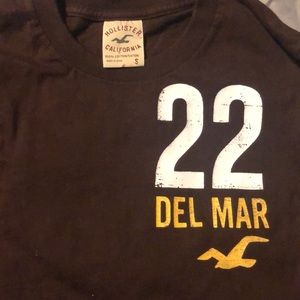 HOLLISTER
CALIFORNIA
S
22
DEL MAR